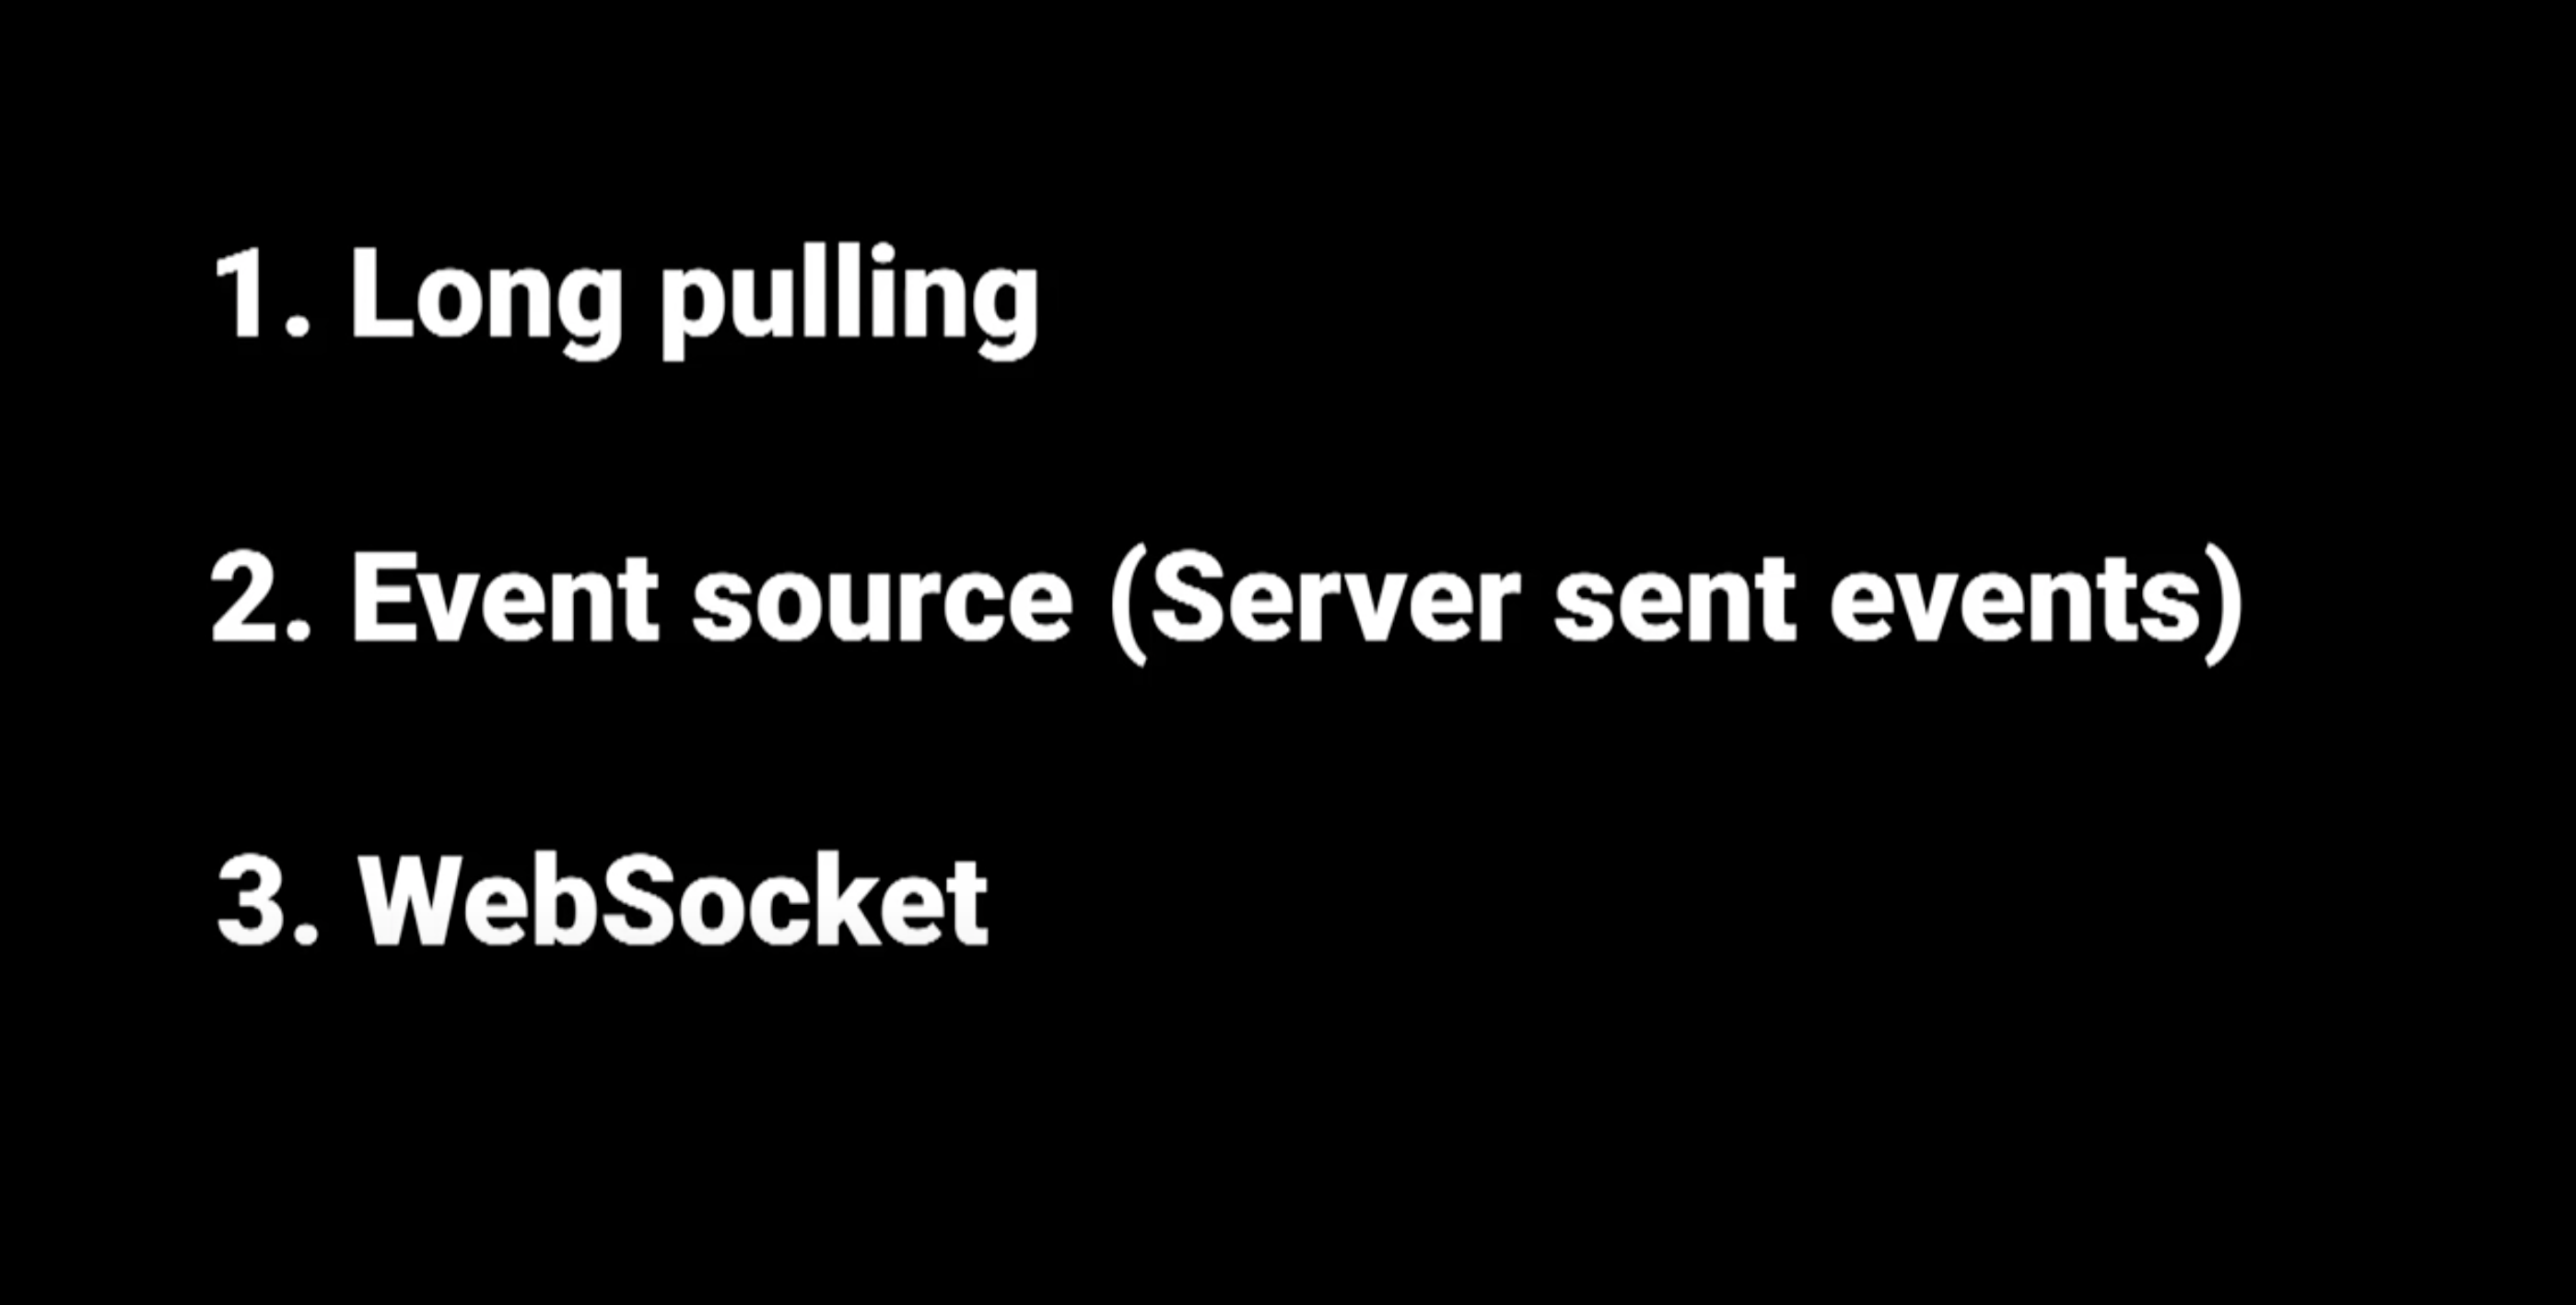 1. Long pulling
2. Event source (Server sent events)
3. WebSocket